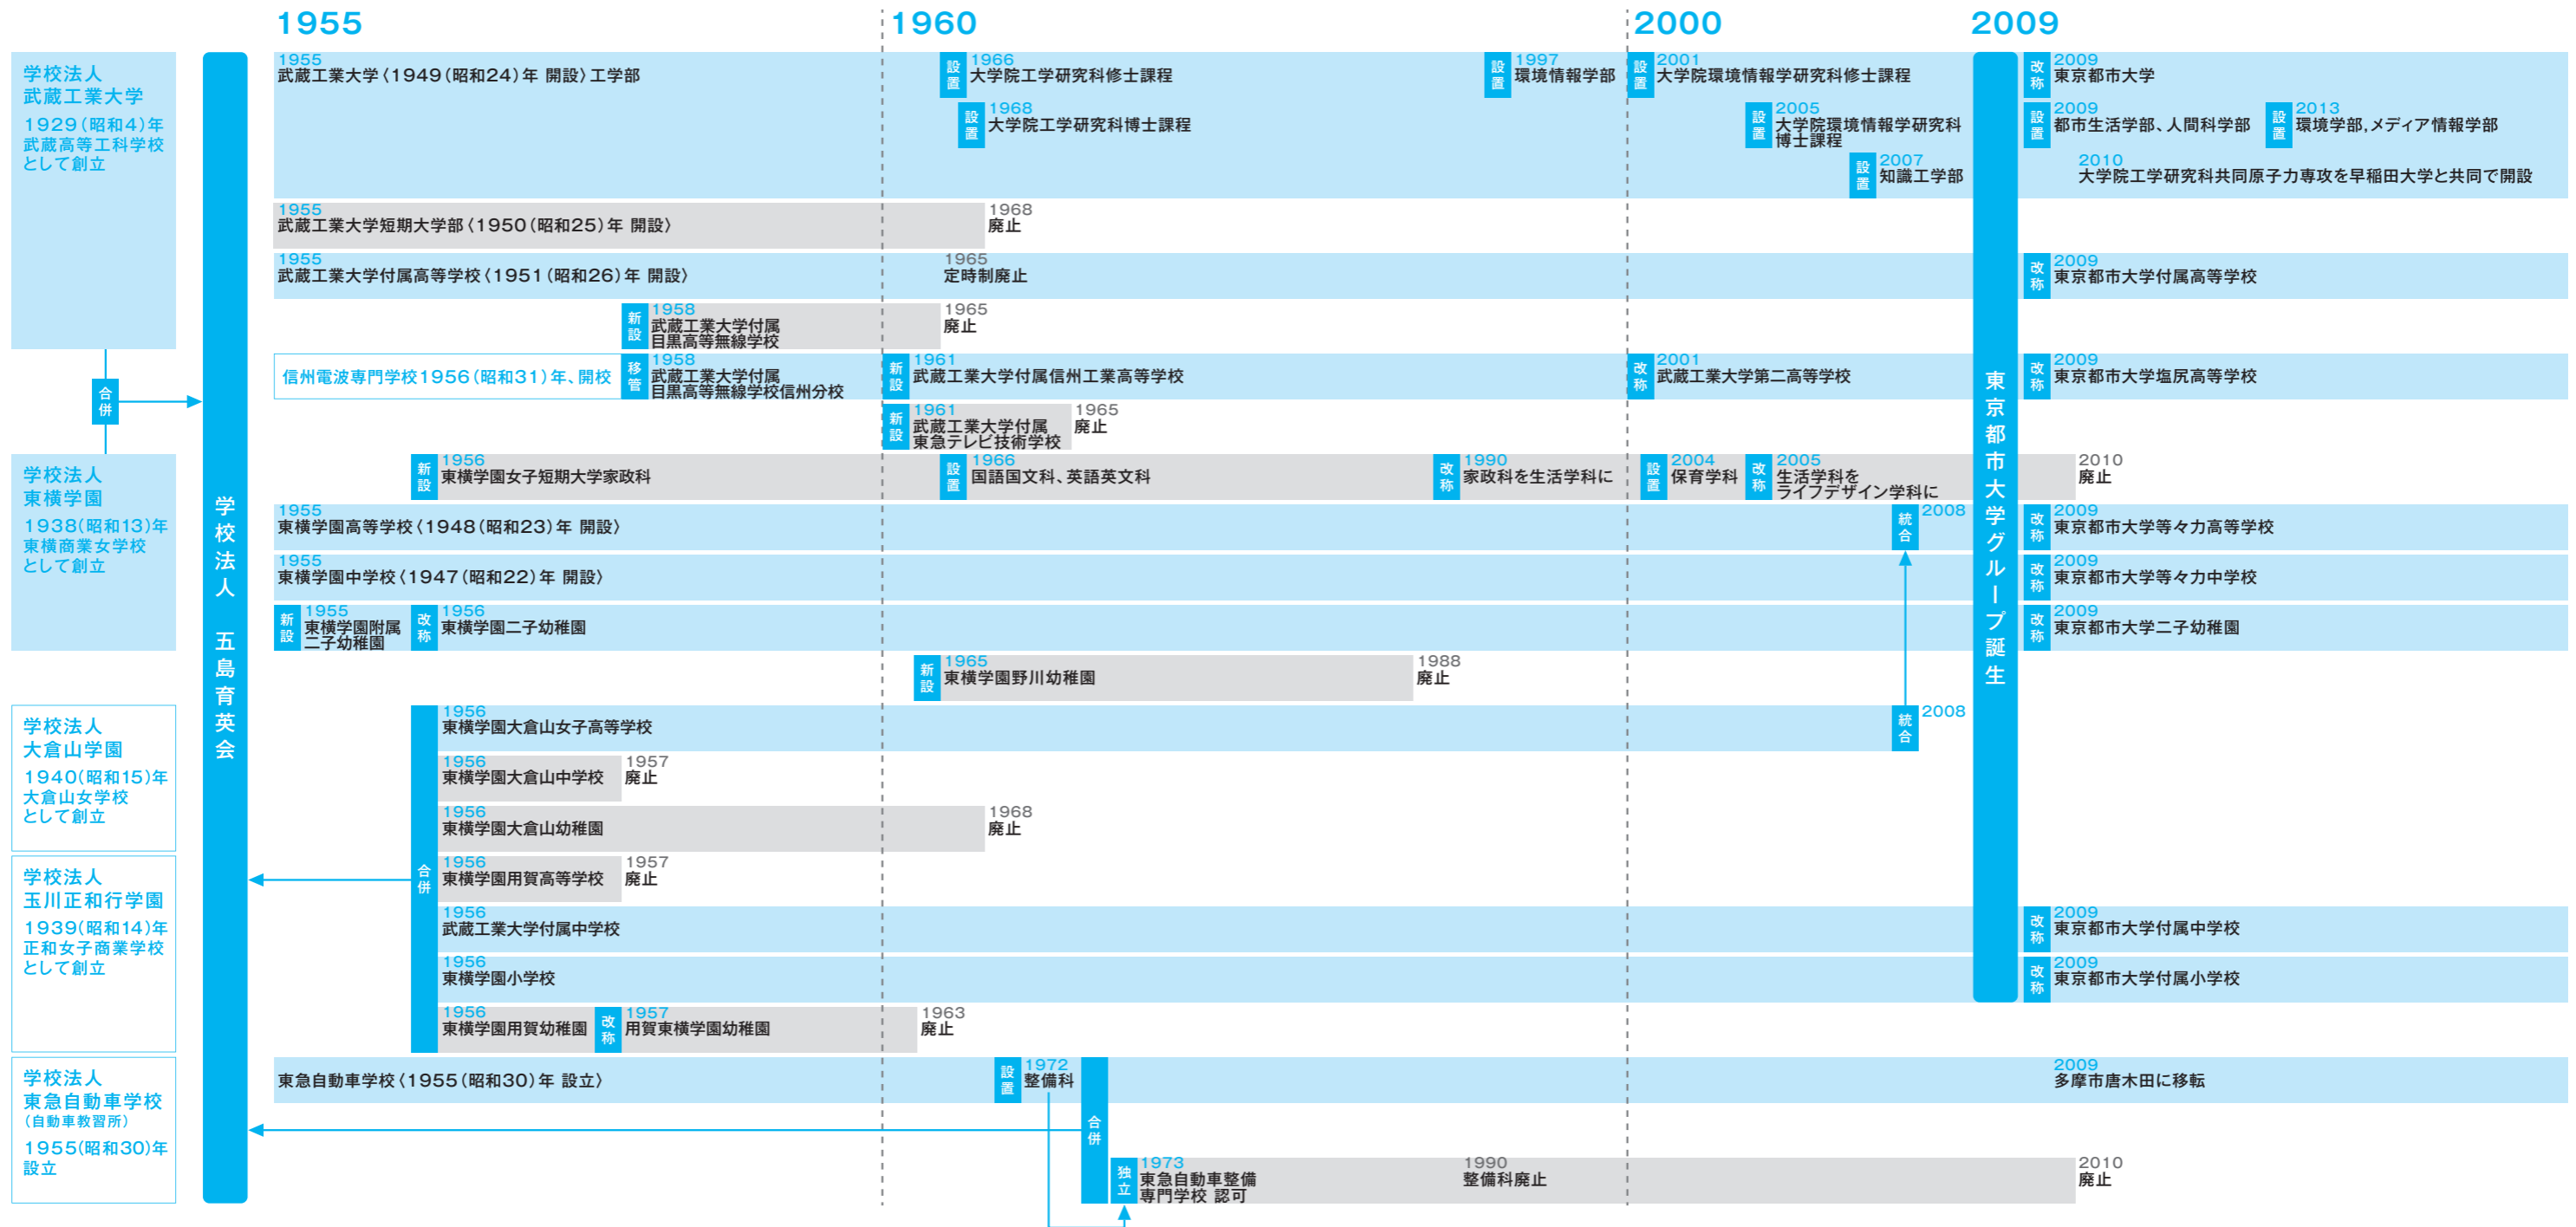 1955
1960
2000
2009
学校法人
武蔵工業大学
1929(昭和4)年
武蔵高等工科学校
として創立
合併
学校法人
東横学園
1938(昭和13)年
東横商業女学校
として創立
学校法人
大倉山学園
1940(昭和15)年
大倉山女学校
として創立
学校法人
玉川正和行学園
1939(昭和14)年
正和女子商業学校
として創立
学校法人
東急自動車学校
(自動車教習所)
1955(昭和30)年
設立
学校法人 五島育英会
1955
武蔵工業大学〈1949(昭和24)年 開設〉工学部
設置
1966
大学院工学研究科修士課程
設置
1968
大学院工学研究科博士課程
設置
1997
環境情報学部
設置
2001
大学院環境情報学研究科修士課程
設置
2005
大学院環境情報学研究科
博士課程
設置
2007
知識工学部
東京都市大学グループ誕生
改称
2009
東京都市大学
設置
2009
都市生活学部、人間科学部
設置
2013
環境学部,メディア情報学部
2010
大学院工学研究科共同原子力専攻を早稲田大学と共同で開設
1955
武蔵工業大学短期大学部〈1950(昭和25)年 開設〉
1968
廃止
1955
武蔵工業大学付属高等学校〈1951(昭和26)年 開設〉
1965
定時制廃止
改称
2009
東京都市大学付属高等学校
新設
1958
武蔵工業大学付属
目黒高等無線学校
1965
廃止
信州電波専門学校1956(昭和31)年、開校
移管
1958
武蔵工業大学付属
目黒高等無線学校信州分校
新設
1961
武蔵工業大学付属信州工業高等学校
改称
2001
武蔵工業大学第二高等学校
改称
2009
東京都市大学塩尻高等学校
新設
1961
武蔵工業大学付属
東急テレビ技術学校
1965
廃止
新設
1956
東横学園女子短期大学家政科
設置
1966
国語国文科、英語英文科
改称
1990
家政科を生活学科に
設置
2004
保育学科
改称
2005
生活学科を
ライフデザイン学科に
2010
廃止
1955
東横学園高等学校〈1948(昭和23)年 開設〉
統合
2008
改称
2009
東京都市大学等々力高等学校
1955
東横学園中学校〈1947(昭和22)年 開設〉
改称
2009
東京都市大学等々力中学校
新設
1955
東横学園附属
二子幼稚園
改称
1956
東横学園二子幼稚園
改称
2009
東京都市大学二子幼稚園
新設
1965
東横学園野川幼稚園
1988
廃止
合併
1956
東横学園大倉山女子高等学校
統合
2008
1956
東横学園大倉山中学校
1957
廃止
1956
東横学園大倉山幼稚園
1968
廃止
1956
東横学園用賀高等学校
1957
廃止
1956
武蔵工業大学付属中学校
改称
2009
東京都市大学付属中学校
1956
東横学園小学校
改称
2009
東京都市大学付属小学校
1956
東横学園用賀幼稚園
改称
1957
用賀東横学園幼稚園
1963
廃止
東急自動車学校〈1955(昭和30)年 設立〉
設置
1972
整備科
合併
2009
多摩市唐木田に移転
独立
1973
東急自動車整備
専門学校 認可
1990
整備科廃止
2010
廃止